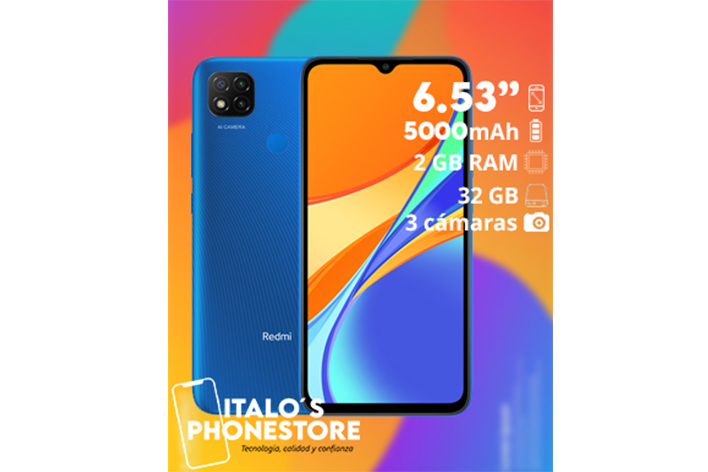 6.53”
5000mAh
2 GB RAM
32 GB
3 cámaras
AI CAMERA
Redmi
ITALO´S
PHONESTORE
Tecnología, calidad y confianza